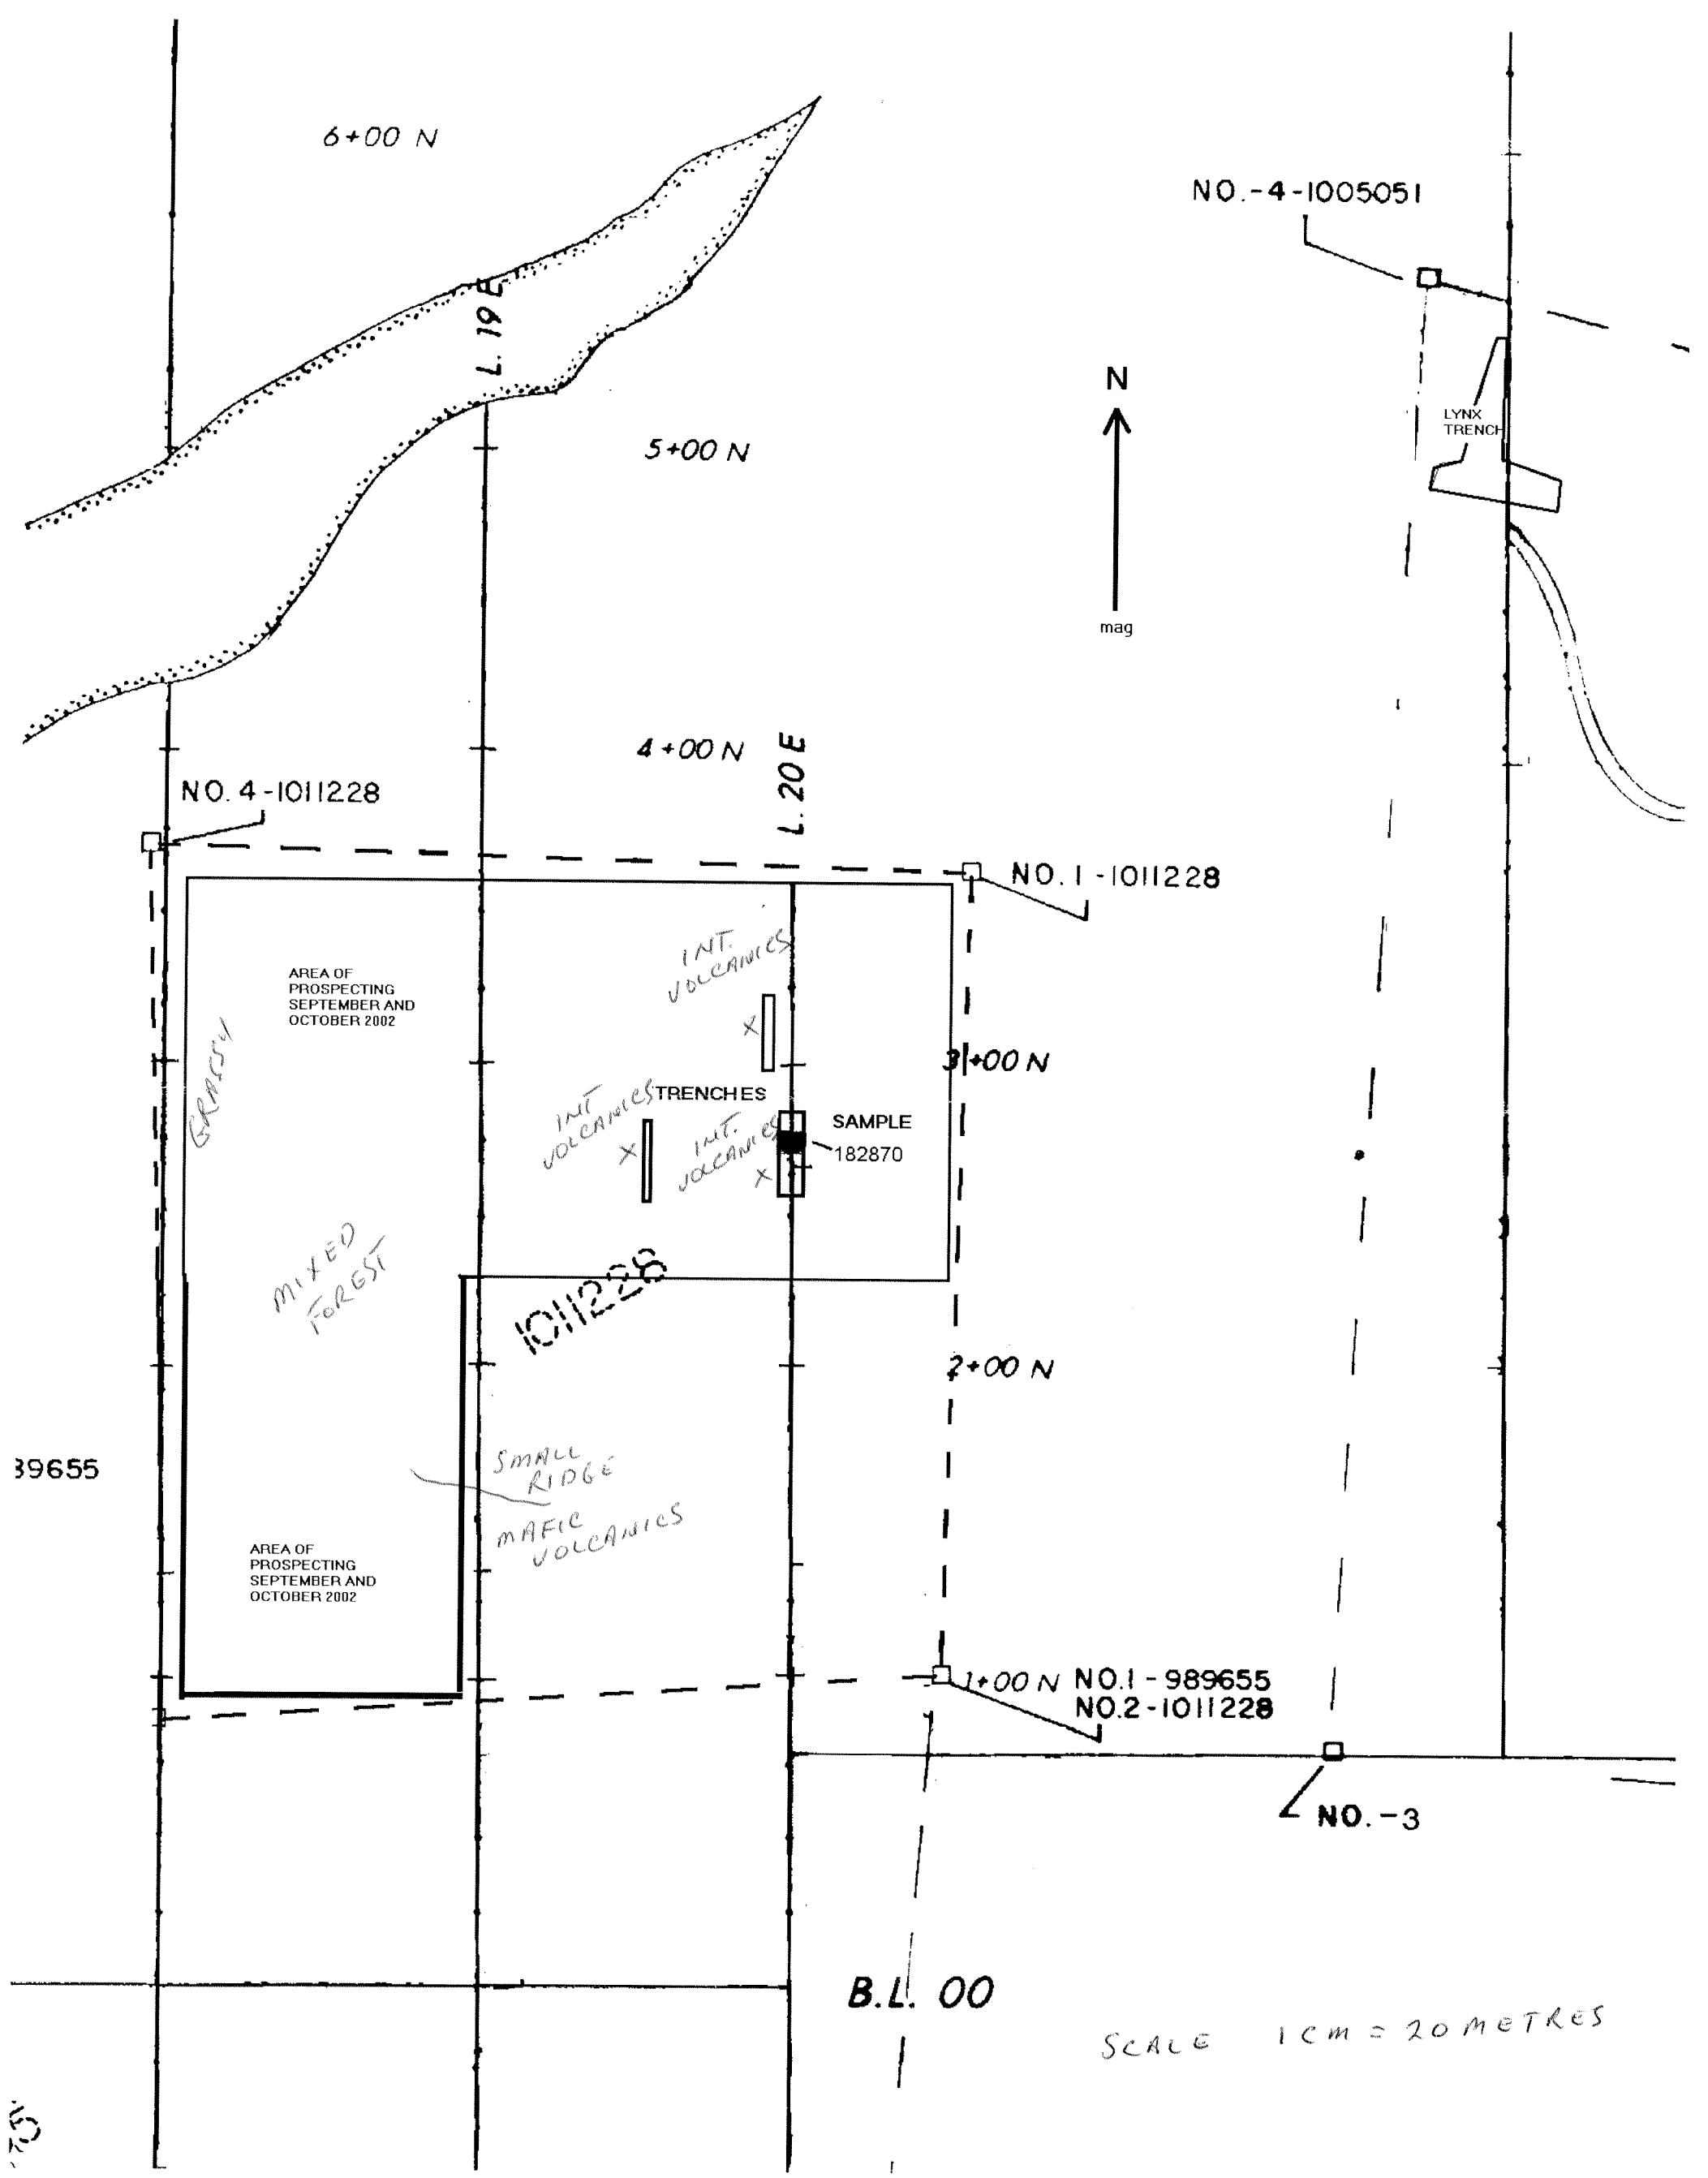 6+00 N
NO.-4-1005051
L. 19 E
N
LYNX
TRENCH
5+00 N
mag
4+00 N
L. 20 E
NO. 4-1011228
NO. 1-1011228
INT.
VOLCANICS
AREA OF
PROSPECTING
SEPTEMBER AND
OCTOBER 2002
GRASSY
3+00 N
TRENCHES
INT
VOLCANICS
INT.
VOLCANICS
X
X
X
SAMPLE
182870
MIXED
FOREST
1011228
2+00 N
SMALL
RIDGE
MAFIC
VOLCANICS
39655
AREA OF
PROSPECTING
SEPTEMBER AND
OCTOBER 2002
1+00 N
NO.1-989655
NO.2-1011228
NO.-3
B.L. 00
SCALE 1 CM = 20 METRES